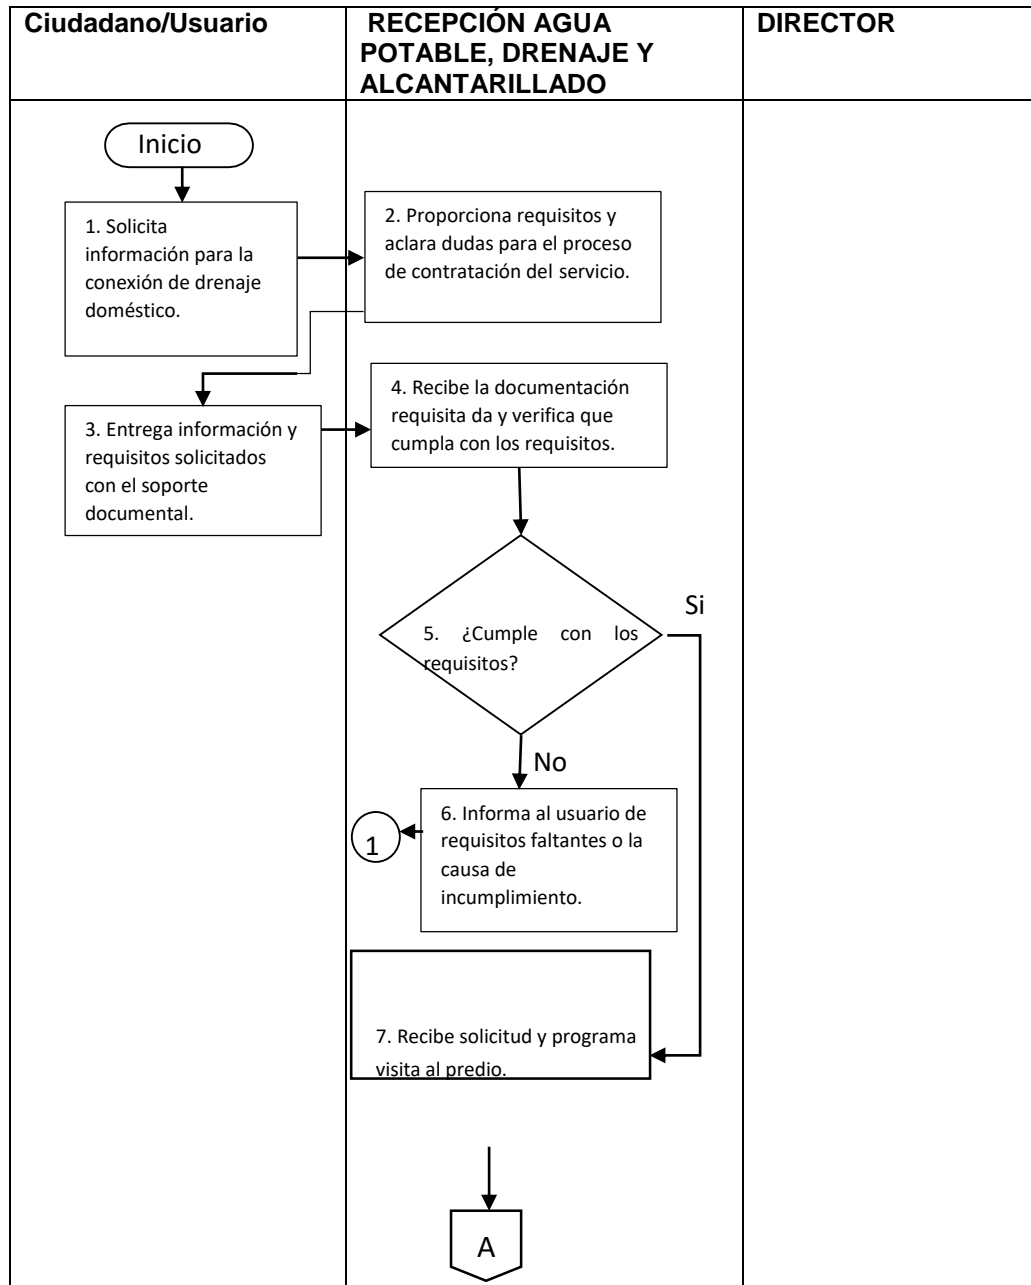 Ciudadano/Usuario
RECEPCIÓN AGUA
POTABLE, DRENAJE Y
ALCANTARILLADO
DIRECTOR
Inicio
1. Solicita
información para la
conexión de drenaje
doméstico.
2. Proporciona requisitos y
aclara dudas para el proceso
de contratación del servicio.
3. Entrega información y
requisitos solicitados
con el soporte
documental.
4. Recibe la documentación
requisita da y verifica que
cumpla con los requisitos.
5. ¿Cumple con los
requisitos?
Si
No
6. Informa al usuario de
requisitos faltantes o la
causa de
incumplimiento.
1
7. Recibe solicitud y programa
visita al predio.
A